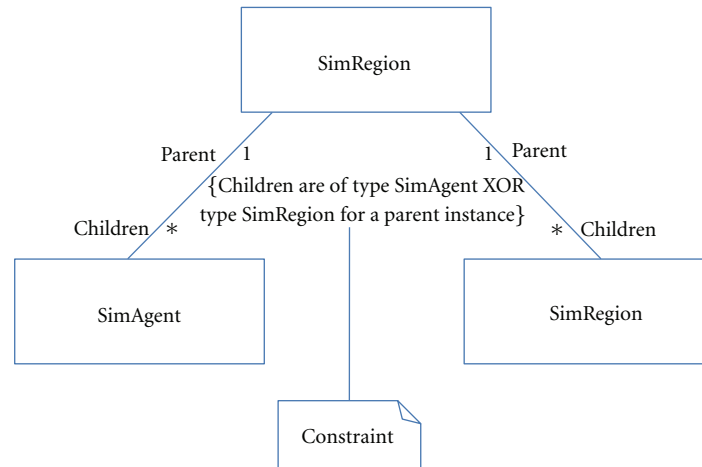 SimRegion
Parent 1
1 Parent
{Children are of type SimAgent XOR
type SimRegion for a parent instance}
Children *
* Children
SimAgent
SimRegion
Constraint